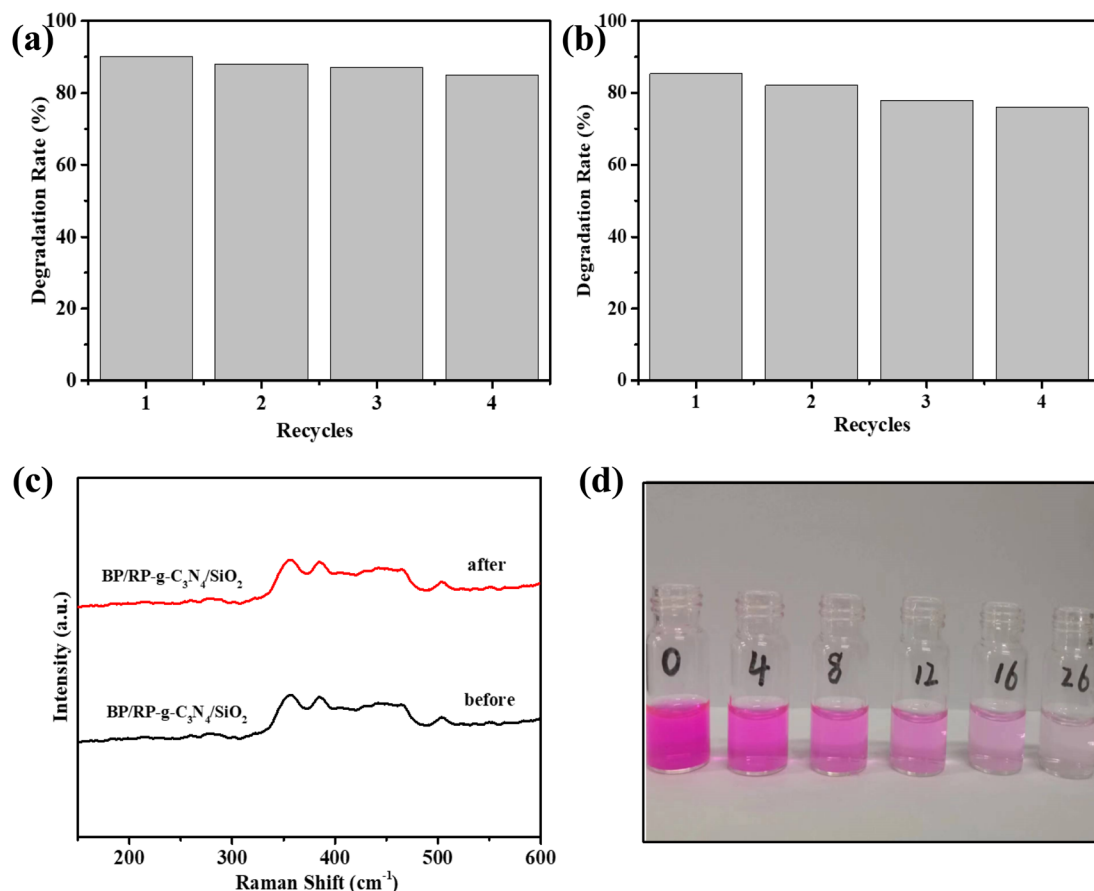 (a)
100
80
60
40
20
0
Degradation Rate (%)
1 2 3 4
Recycles
(b)
100
80
60
40
20
0
Degradation Rate (%)
1 2 3 4
Recycles
(c)
BP/RP-g-C₃N₄/SiO₂ after
BP/RP-g-C₃N₄/SiO₂ before
Intensity (a.u.)
200 300 400 500 600
Raman Shift (cm⁻¹)
(d)
0 4 8 12 16 26